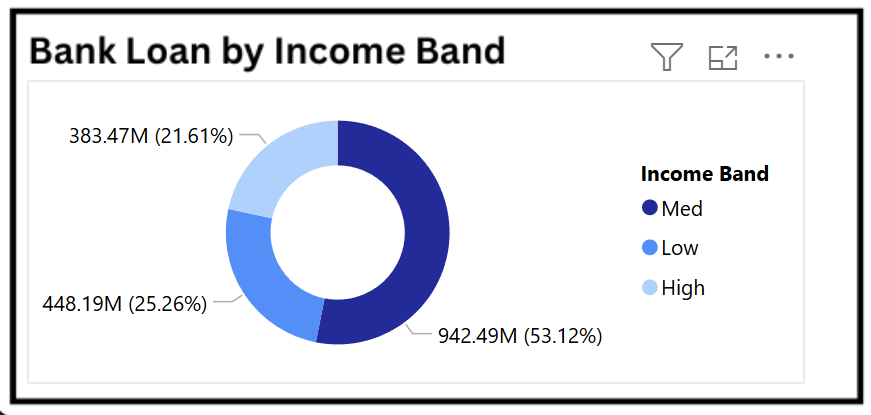 Bank Loan by Income Band
383.47M (21.61%)
448.19M (25.26%)
942.49M (53.12%)
Income Band
Med
Low
High